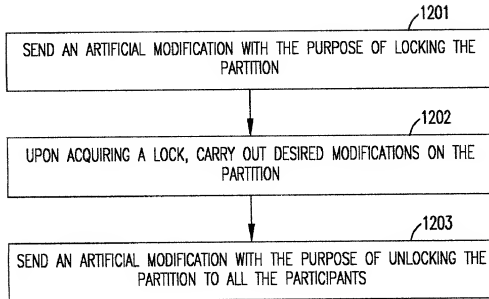 1201
SEND AN ARTIFICIAL MODIFICATION WITH THE PURPOSE OF LOCKING THE
PARTITION
1202
UPON ACQUIRING A LOCK, CARRY OUT DESIRED MODIFICATIONS ON THE
PARTITION
1203
SEND AN ARTIFICIAL MODIFICATION WITH THE PURPOSE OF UNLOCKING THE
PARTITION TO ALL THE PARTICIPANTS